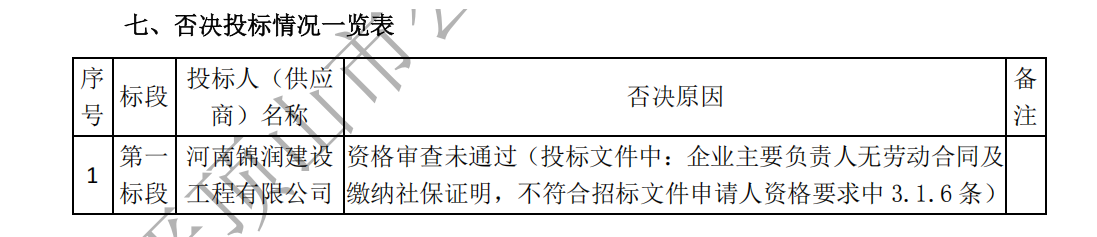 七、否决投标情况一览表
序号 标段 投标人（供应商）名称 否决原因 备注
1 第一标段 河南锦润建设工程有限公司 资格审查未通过（投标文件中：企业主要负责人无劳动合同及缴纳社保证明，不符合招标文件申请人资格要求中 3.1.6 条）
顶山市